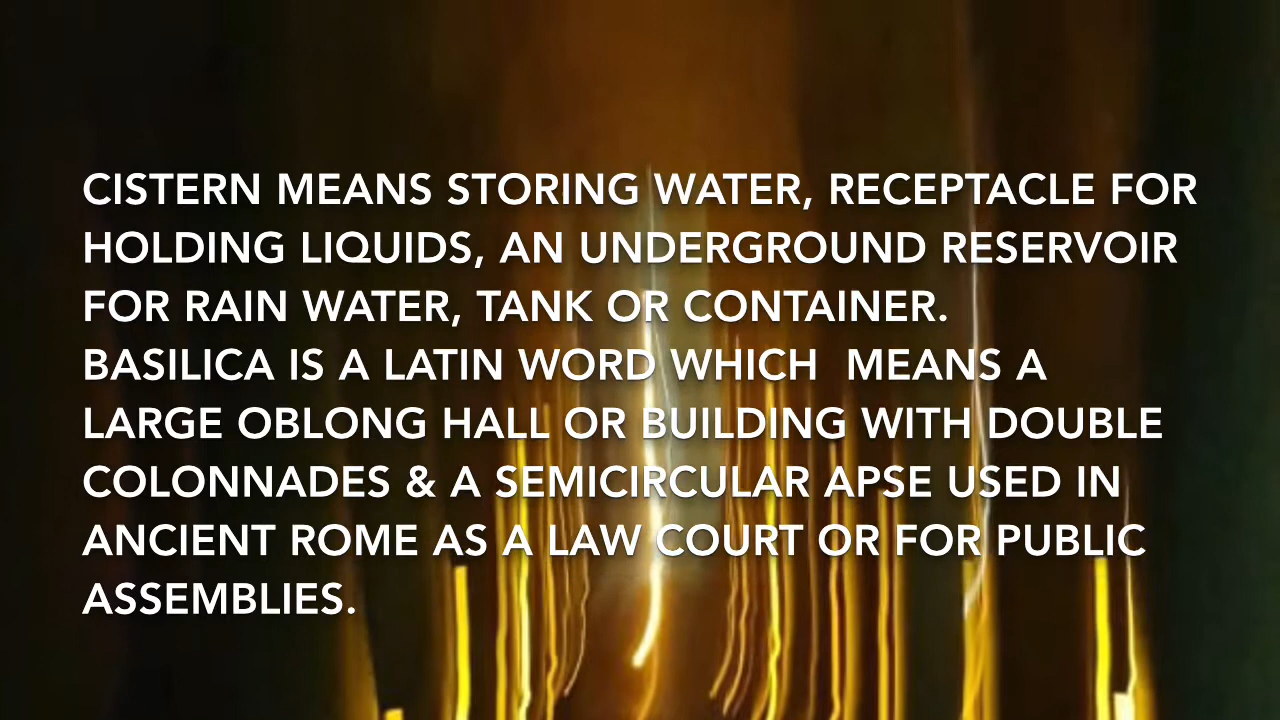 CISTERN MEANS STORING WATER, RECEPTACLE FOR
HOLDING LIQUIDS, AN UNDERGROUND RESERVOIR
FOR RAIN WATER, TANK OR CONTAINER.
BASILICA IS A LATIN WORD WHICH  MEANS A
LARGE OBLONG HALL OR BUILDING WITH DOUBLE
COLONNADES & A SEMICIRCULAR APSE USED IN
ANCIENT ROME AS A LAW COURT OR FOR PUBLIC
ASSEMBLIES.